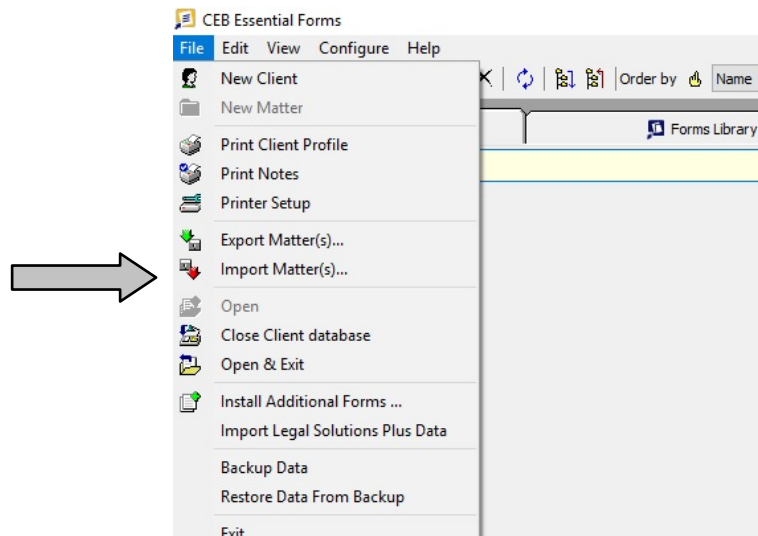 CEB Essential Forms
File Edit View Configure Help
Order by Name
New Client
New Matter
Forms Library
Print Client Profile
Print Notes
Printer Setup
Export Matter(s)...
Import Matter(s)...
Open
Close Client database
Open & Exit
Install Additional Forms ...
Import Legal Solutions Plus Data
Backup Data
Restore Data From Backup
Exit